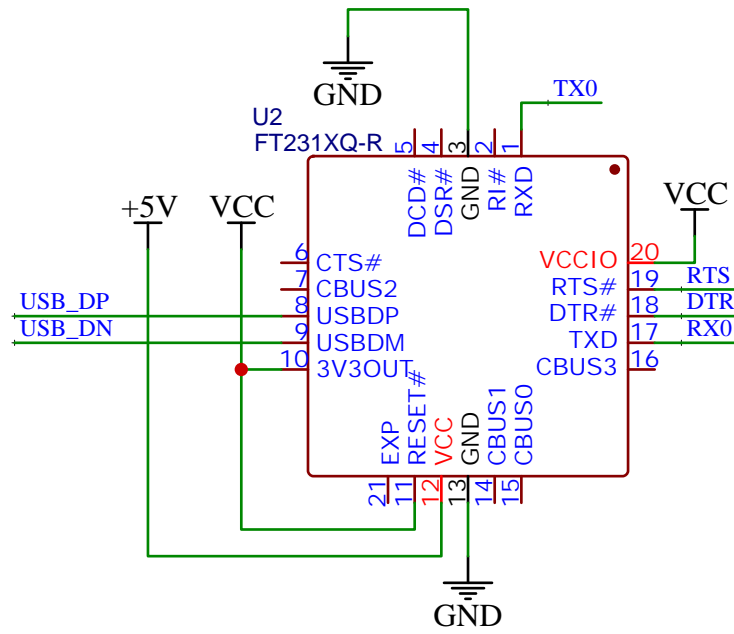 GND
TX0
U2
FT231XQ-R
5 4 3 2 1
DCD# DSR# GND RI# RXD
+5V VCC VCC
6 CTS# VCCIO 20
7 CBUS2 RTS# 19 RTS
USB_DP 8 USBDP DTR# 18 DTR
USB_DN 9 USBDM TXD 17 RX0
10 3V3OUT CBUS3 16
EXP RESET# VCC GND CBUS1 CBUS0
21 11 12 13 14 15
GND